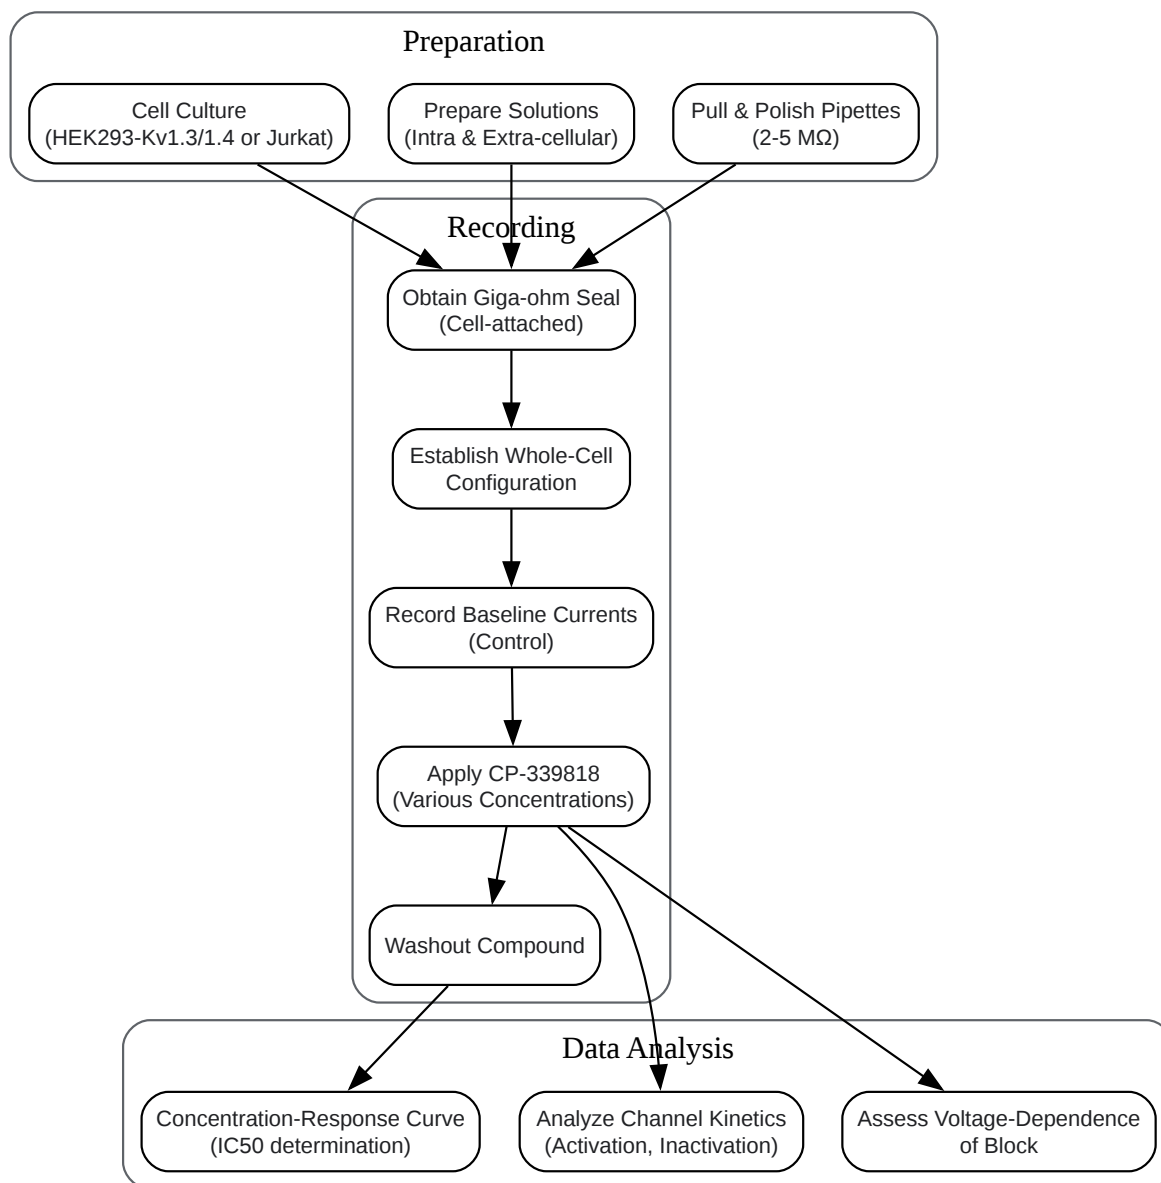 Preparation
Cell Culture
(HEK293-Kv1.3/1.4 or Jurkat)
Prepare Solutions
(Intra & Extra-cellular)
Pull & Polish Pipettes
(2-5 MΩ)
Recording
Obtain Giga-ohm Seal
(Cell-attached)
Establish Whole-Cell
Configuration
Record Baseline Currents
(Control)
Apply CP-339818
(Various Concentrations)
Washout Compound
Data Analysis
Concentration-Response Curve
(IC50 determination)
Analyze Channel Kinetics
(Activation, Inactivation)
Assess Voltage-Dependence
of Block